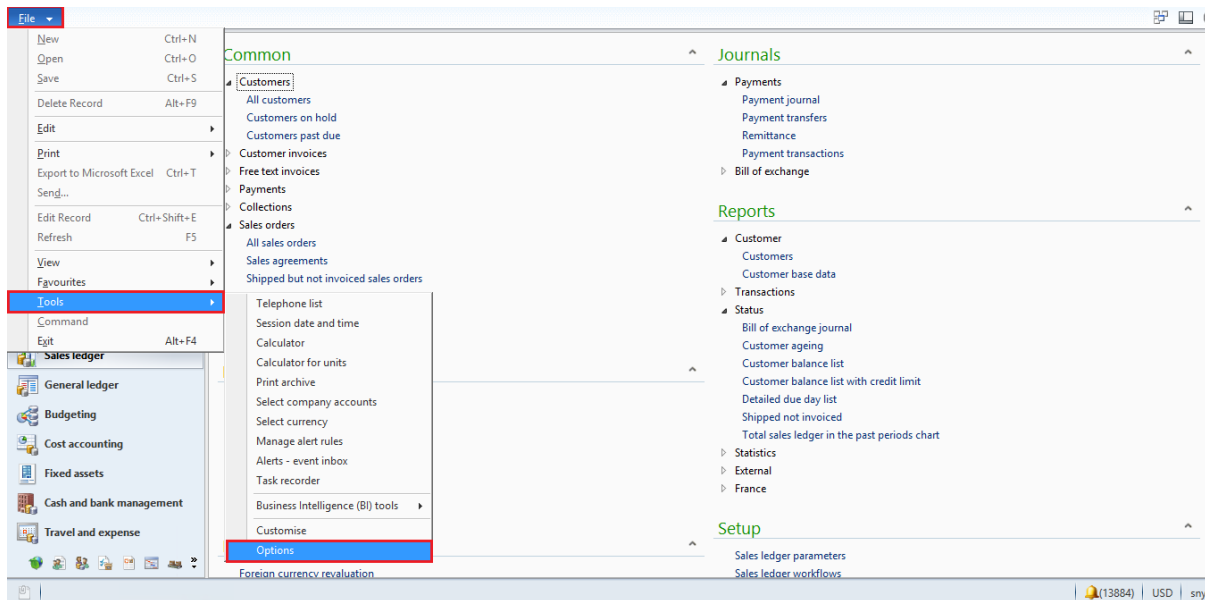 File
New Ctrl+N
Open Ctrl+O
Save Ctrl+S
Delete Record Alt+F9
Edit
Print
Export to Microsoft Excel Ctrl+T
Send...
Edit Record Ctrl+Shift+E
Refresh F5
View
Favourites
Tools
Command
Exit Alt+F4
Sales ledger
General ledger
Budgeting
Cost accounting
Fixed assets
Cash and bank management
Travel and expense
Common
Customers
All customers
Customers on hold
Customers past due
Customer invoices
Free text invoices
Payments
Collections
Sales orders
All sales orders
Sales agreements
Shipped but not invoiced sales orders
Telephone list
Session date and time
Calculator
Calculator for units
Print archive
Select company accounts
Select currency
Manage alert rules
Alerts - event inbox
Task recorder
Business Intelligence (BI) tools
Customise
Options
Foreign currency revaluation
Journals
Payments
Payment journal
Payment transfers
Remittance
Payment transactions
Bill of exchange
Reports
Customer
Customers
Customer base data
Transactions
Status
Bill of exchange journal
Customer ageing
Customer balance list
Customer balance list with credit limit
Detailed due day list
Shipped not invoiced
Total sales ledger in the past periods chart
Statistics
External
France
Setup
Sales ledger parameters
Sales ledger workflows
(13884) USD sny